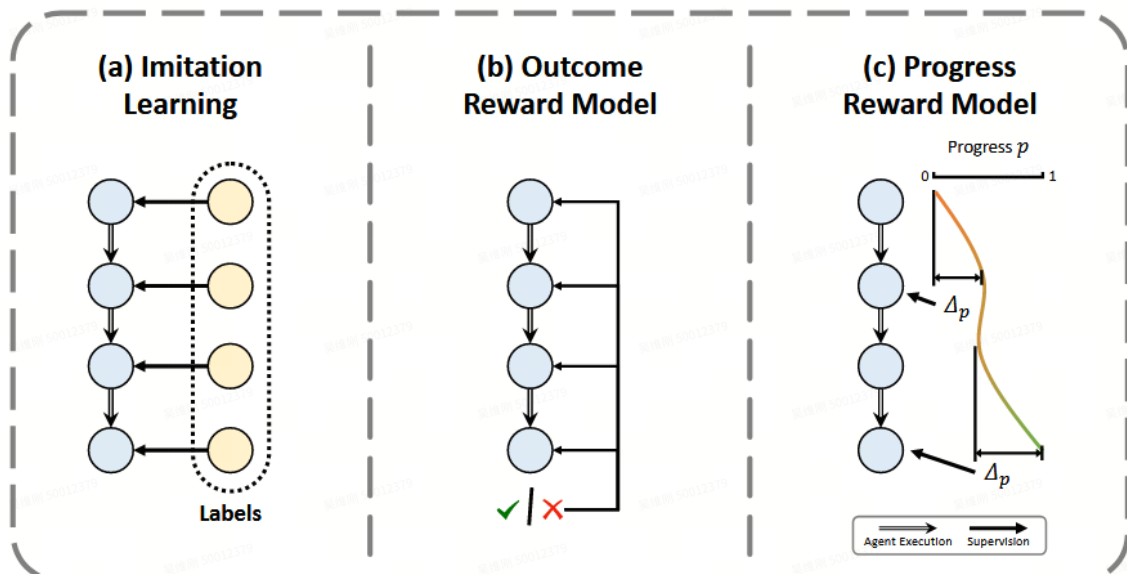 (a) Imitation
Learning
(b) Outcome
Reward Model
(c) Progress
Reward Model
Labels
Progress p
0
1
Δp
Δp
Agent Execution
Supervision